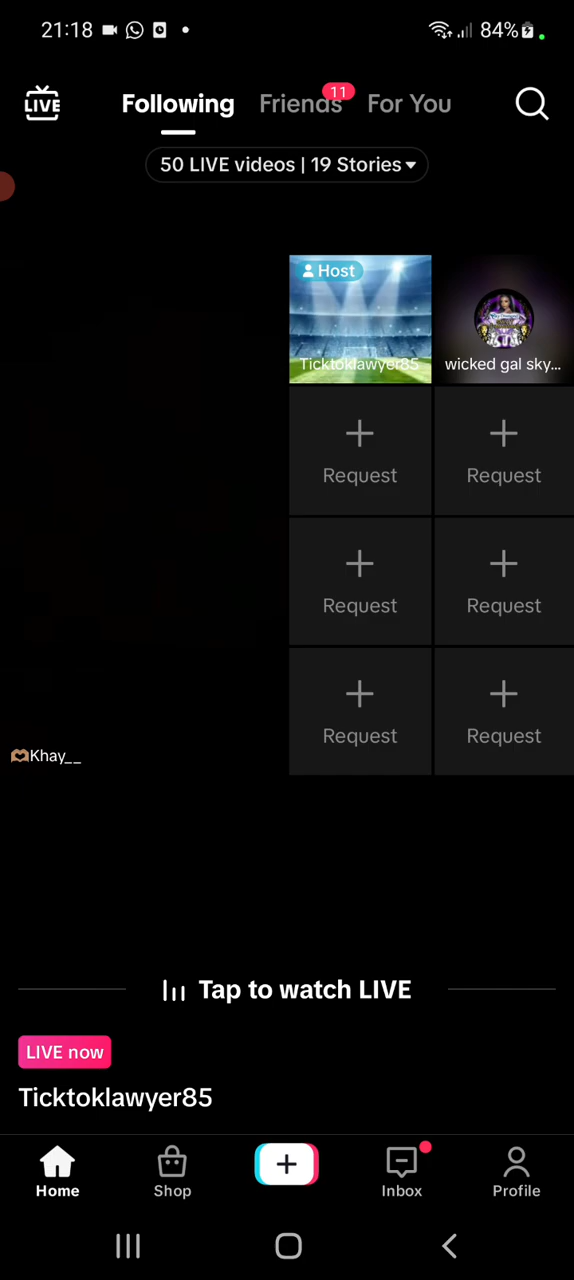 21:18 84%
LIVE Following Friends 11 For You
50 LIVE videos | 19 Stories
Host
Ticktoklawyer85 wicked gal sky...
Request Request
Request Request
Request Request
Khay__
Tap to watch LIVE
LIVE now
Ticktoklawyer85
Home Shop Inbox Profile